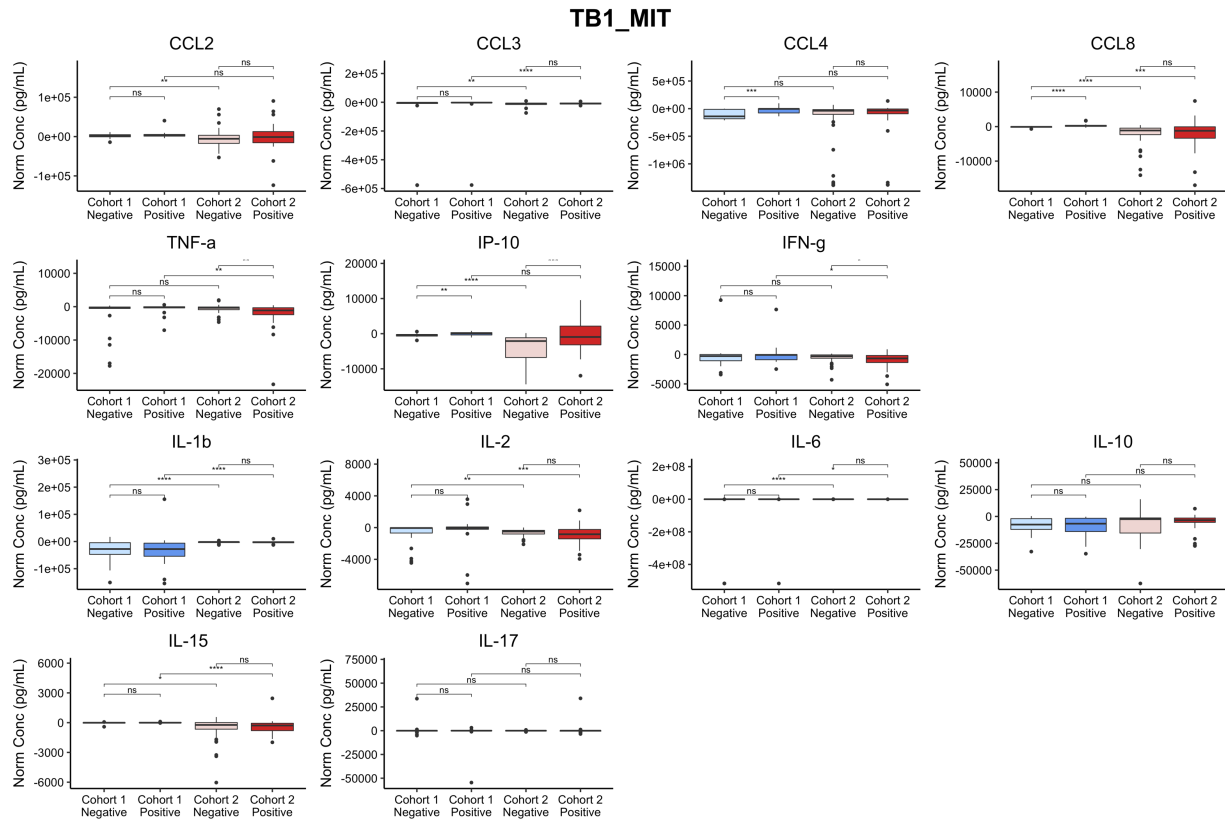 TB1_MIT
CCL2
Norm Conc (pg/mL)
1e+05
0e+00
-1e+05
ns
ns
**
ns
Cohort 1 Negative
Cohort 1 Positive
Cohort 2 Negative
Cohort 2 Positive
CCL3
Norm Conc (pg/mL)
2e+05
0e+00
-2e+05
-4e+05
-6e+05
ns
****
**
ns
Cohort 1 Negative
Cohort 1 Positive
Cohort 2 Negative
Cohort 2 Positive
CCL4
Norm Conc (pg/mL)
5e+05
0e+00
-5e+05
-1e+06
ns
ns
ns
***
Cohort 1 Negative
Cohort 1 Positive
Cohort 2 Negative
Cohort 2 Positive
CCL8
Norm Conc (pg/mL)
10000
0
-10000
ns
***
****
****
Cohort 1 Negative
Cohort 1 Positive
Cohort 2 Negative
Cohort 2 Positive
TNF-a
Norm Conc (pg/mL)
10000
0
-10000
-20000
**
**
ns
ns
Cohort 1 Negative
Cohort 1 Positive
Cohort 2 Negative
Cohort 2 Positive
IP-10
Norm Conc (pg/mL)
20000
10000
0
-10000
ns
****
**
Cohort 1 Negative
Cohort 1 Positive
Cohort 2 Negative
Cohort 2 Positive
IFN-g
Norm Conc (pg/mL)
15000
10000
5000
0
-5000
*
ns
ns
Cohort 1 Negative
Cohort 1 Positive
Cohort 2 Negative
Cohort 2 Positive
IL-1b
Norm Conc (pg/mL)
3e+05
2e+05
1e+05
0e+00
-1e+05
ns
****
****
ns
Cohort 1 Negative
Cohort 1 Positive
Cohort 2 Negative
Cohort 2 Positive
IL-2
Norm Conc (pg/mL)
8000
4000
0
-4000
ns
***
**
ns
Cohort 1 Negative
Cohort 1 Positive
Cohort 2 Negative
Cohort 2 Positive
IL-6
Norm Conc (pg/mL)
2e+08
0e+00
-2e+08
-4e+08
ns
*
****
ns
Cohort 1 Negative
Cohort 1 Positive
Cohort 2 Negative
Cohort 2 Positive
IL-10
Norm Conc (pg/mL)
50000
25000
0
-25000
-50000
ns
ns
ns
ns
Cohort 1 Negative
Cohort 1 Positive
Cohort 2 Negative
Cohort 2 Positive
IL-15
Norm Conc (pg/mL)
6000
3000
0
-3000
-6000
ns
****
*
ns
Cohort 1 Negative
Cohort 1 Positive
Cohort 2 Negative
Cohort 2 Positive
IL-17
Norm Conc (pg/mL)
75000
50000
25000
0
-25000
-50000
ns
ns
ns
ns
Cohort 1 Negative
Cohort 1 Positive
Cohort 2 Negative
Cohort 2 Positive